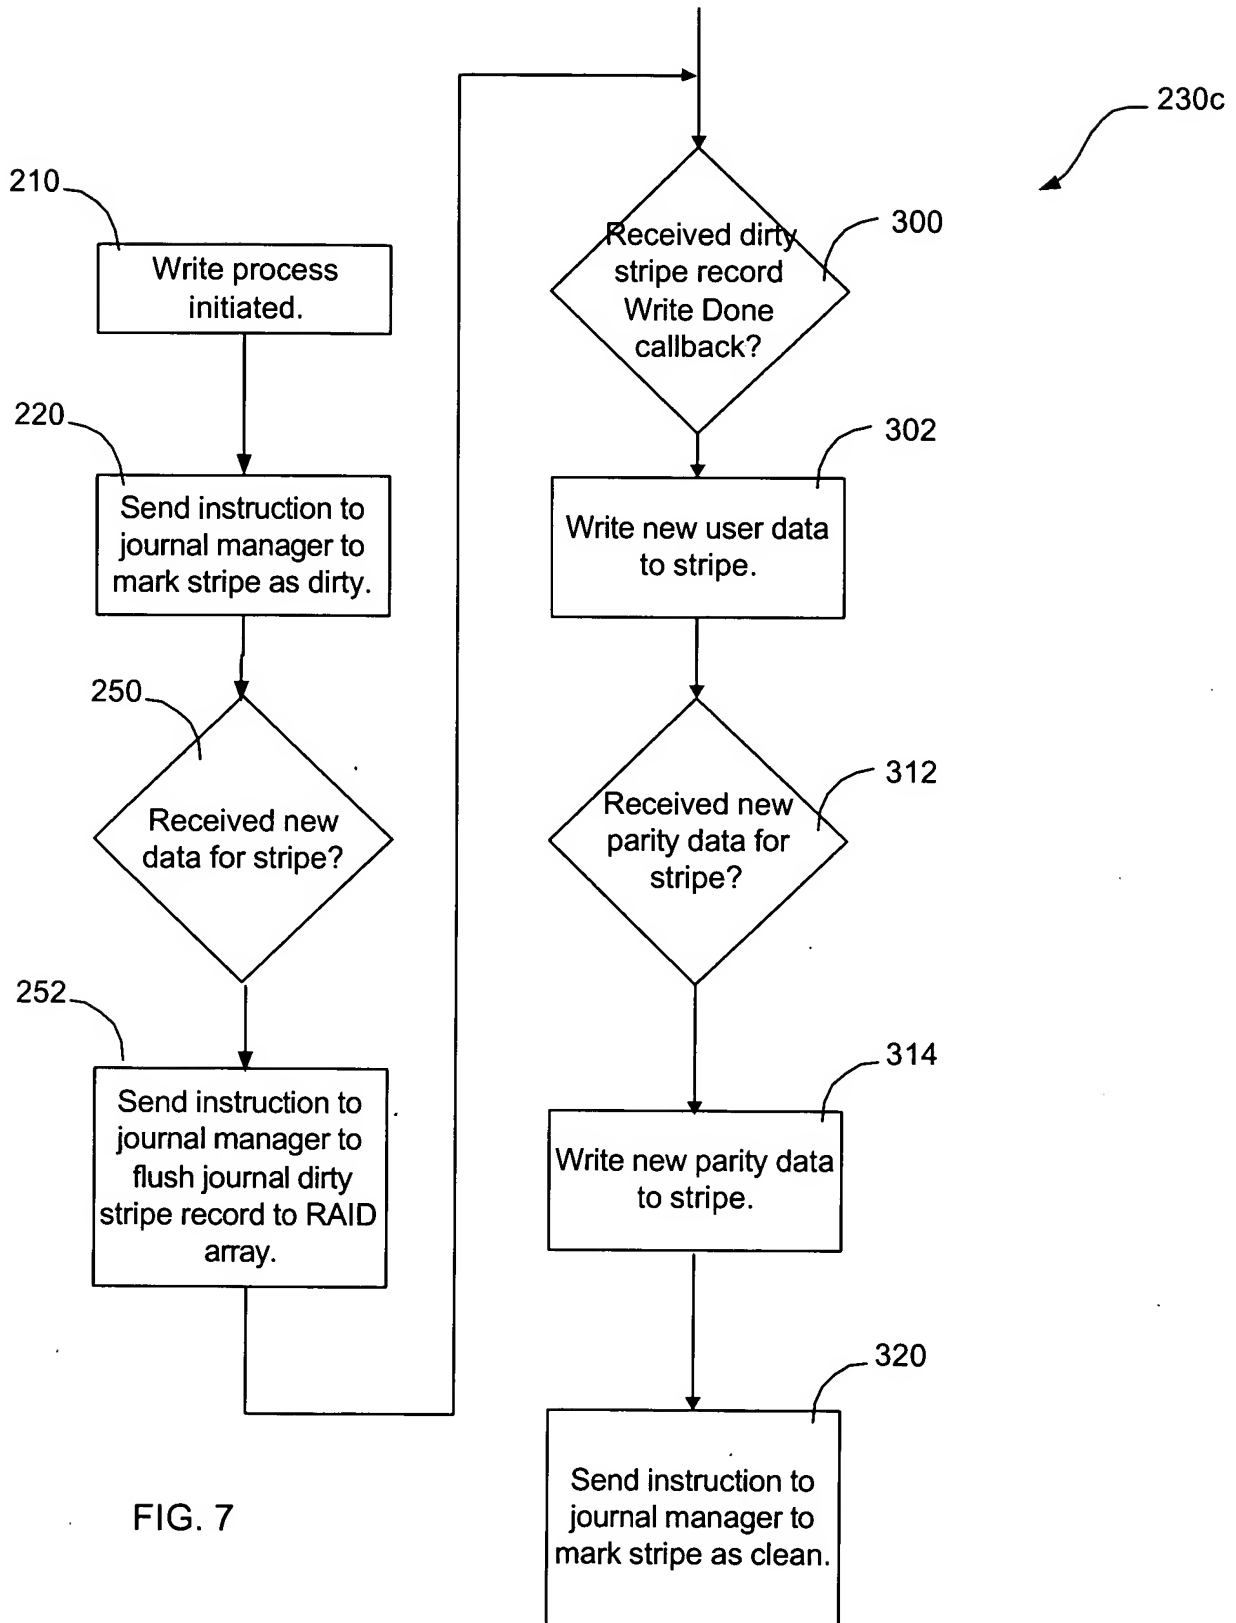 230c
210
Write process
initiated.
220
Send instruction to
journal manager to
mark stripe as dirty.
250
Received new
data for stripe?
252
Send instruction to
journal manager to
flush journal dirty
stripe record to RAID
array.
300
Received dirty
stripe record
Write Done
callback?
302
Write new user data
to stripe.
312
Received new
parity data for
stripe?
314
Write new parity data
to stripe.
320
Send instruction to
journal manager to
mark stripe as clean.
FIG. 7